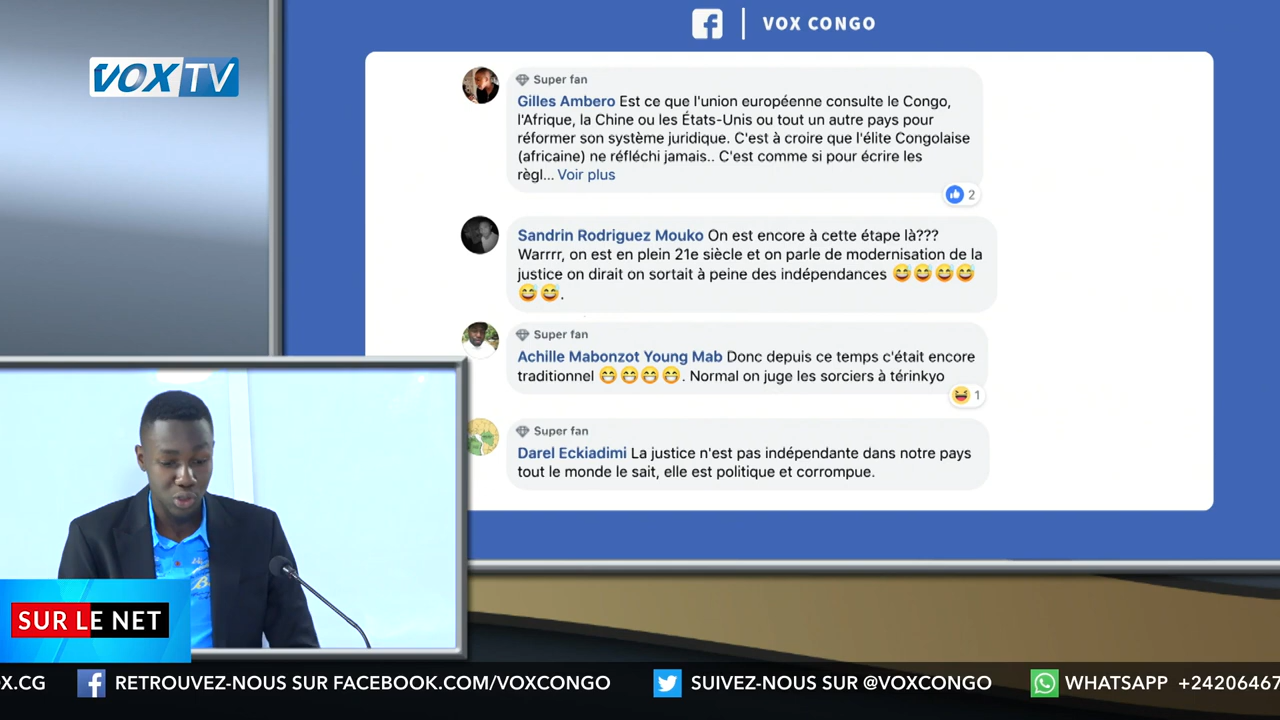 VOX CONGO
VOX TV
Super fan
Gilles Ambero Est ce que l'union européenne consulte le Congo,
l'Afrique, la Chine ou les États-Unis ou tout un autre pays pour
réformer son système juridique. C'est à croire que l'élite Congolaise
(africaine) ne réfléchi jamais.. C'est comme si pour écrire les
règl... Voir plus
2
Sandrin Rodriguez Mouko On est encore à cette étape là???
Warrrr, on est en plein 21e siècle et on parle de modernisation de la
justice on dirait on sortait à peine des indépendances 😅😅😅😅
😅😅.
Super fan
Achille Mabonzot Young Mab Donc depuis ce temps c'était encore
traditionnel 😁😁😁😁. Normal on juge les sorciers à térinkyo
1
Super fan
Darel Eckiadimi La justice n'est pas indépendante dans notre pays
tout le monde le sait, elle est politique et corrompue.
SUR LE NET
X.CG RETROUVEZ-NOUS SUR FACEBOOK.COM/VOXCONGO SUIVEZ-NOUS SUR @VOXCONGO WHATSAPP +24206467